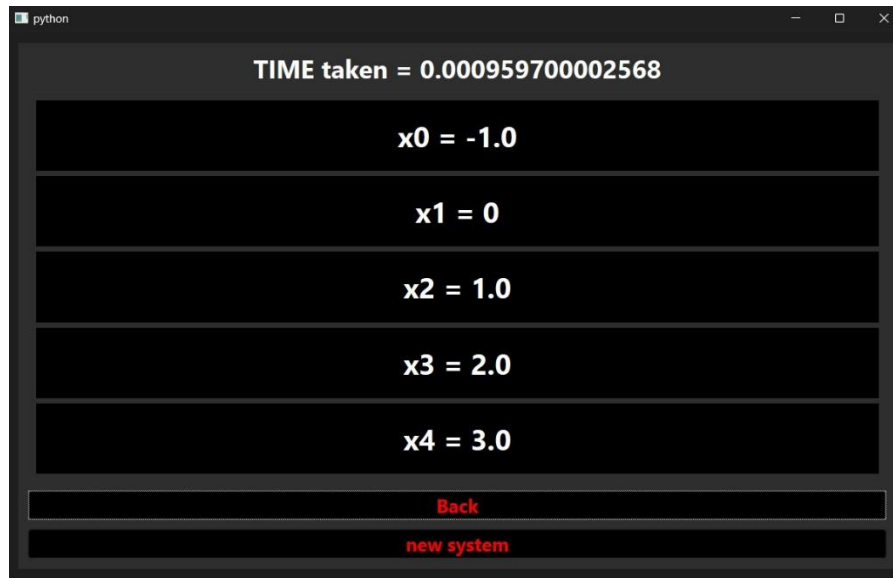 python
TIME taken = 0.000959700002568
x0 = -1.0
x1 = 0
x2 = 1.0
x3 = 2.0
x4 = 3.0
Back
new system